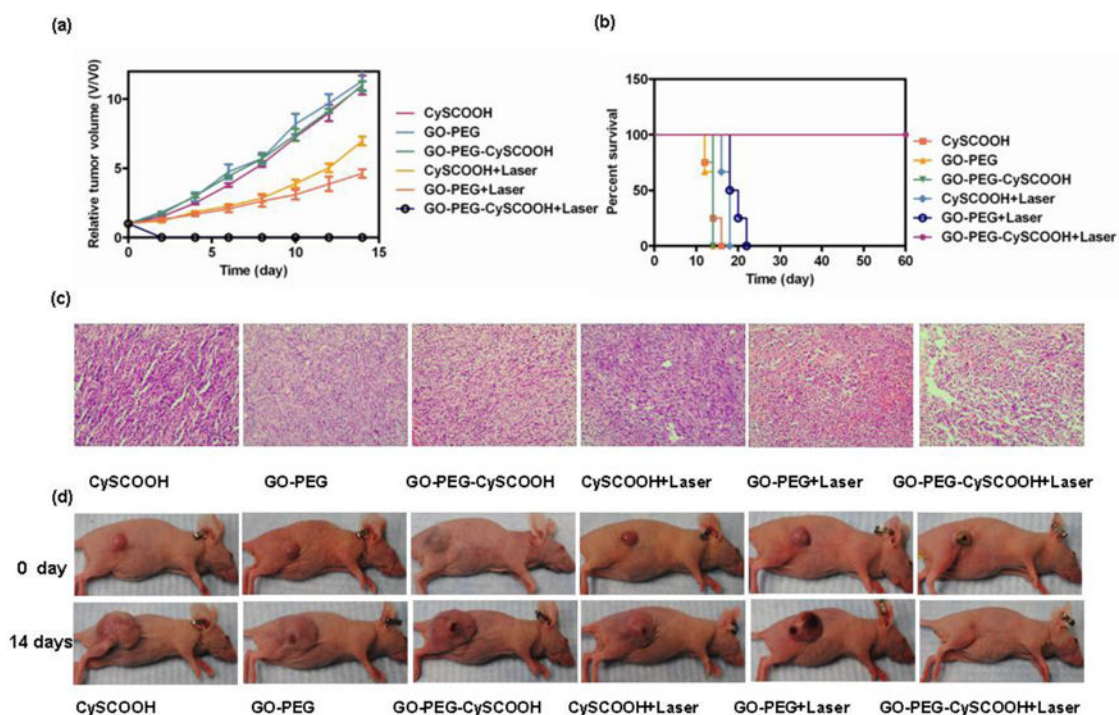 (a)
Relative tumor volume (V/V0)
10
5
0
0 5 10 15
Time (day)
CySCOOH
GO-PEG
GO-PEG-CySCOOH
CySCOOH+Laser
GO-PEG+Laser
GO-PEG-CySCOOH+Laser
(b)
Percent survival
150
100
50
0
0 10 20 30 40 50 60
Time (day)
CySCOOH
GO-PEG
GO-PEG-CySCOOH
CySCOOH+Laser
GO-PEG+Laser
GO-PEG-CySCOOH+Laser
(c)
CySCOOH GO-PEG GO-PEG-CySCOOH CySCOOH+Laser GO-PEG+Laser GO-PEG-CySCOOH+Laser
(d)
0 day
14 days
CySCOOH GO-PEG GO-PEG-CySCOOH CySCOOH+Laser GO-PEG+Laser GO-PEG-CySCOOH+Laser